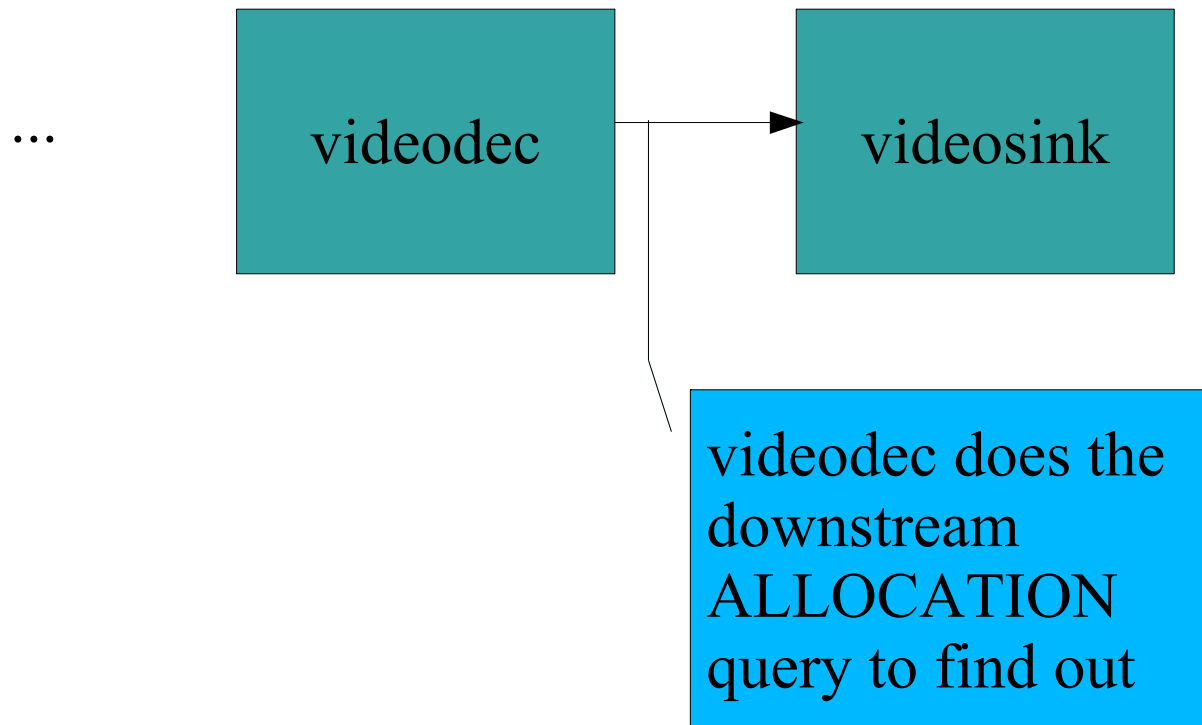 ...
videodec
videosink
videodec does the
downstream
ALLOCATION
query to find out